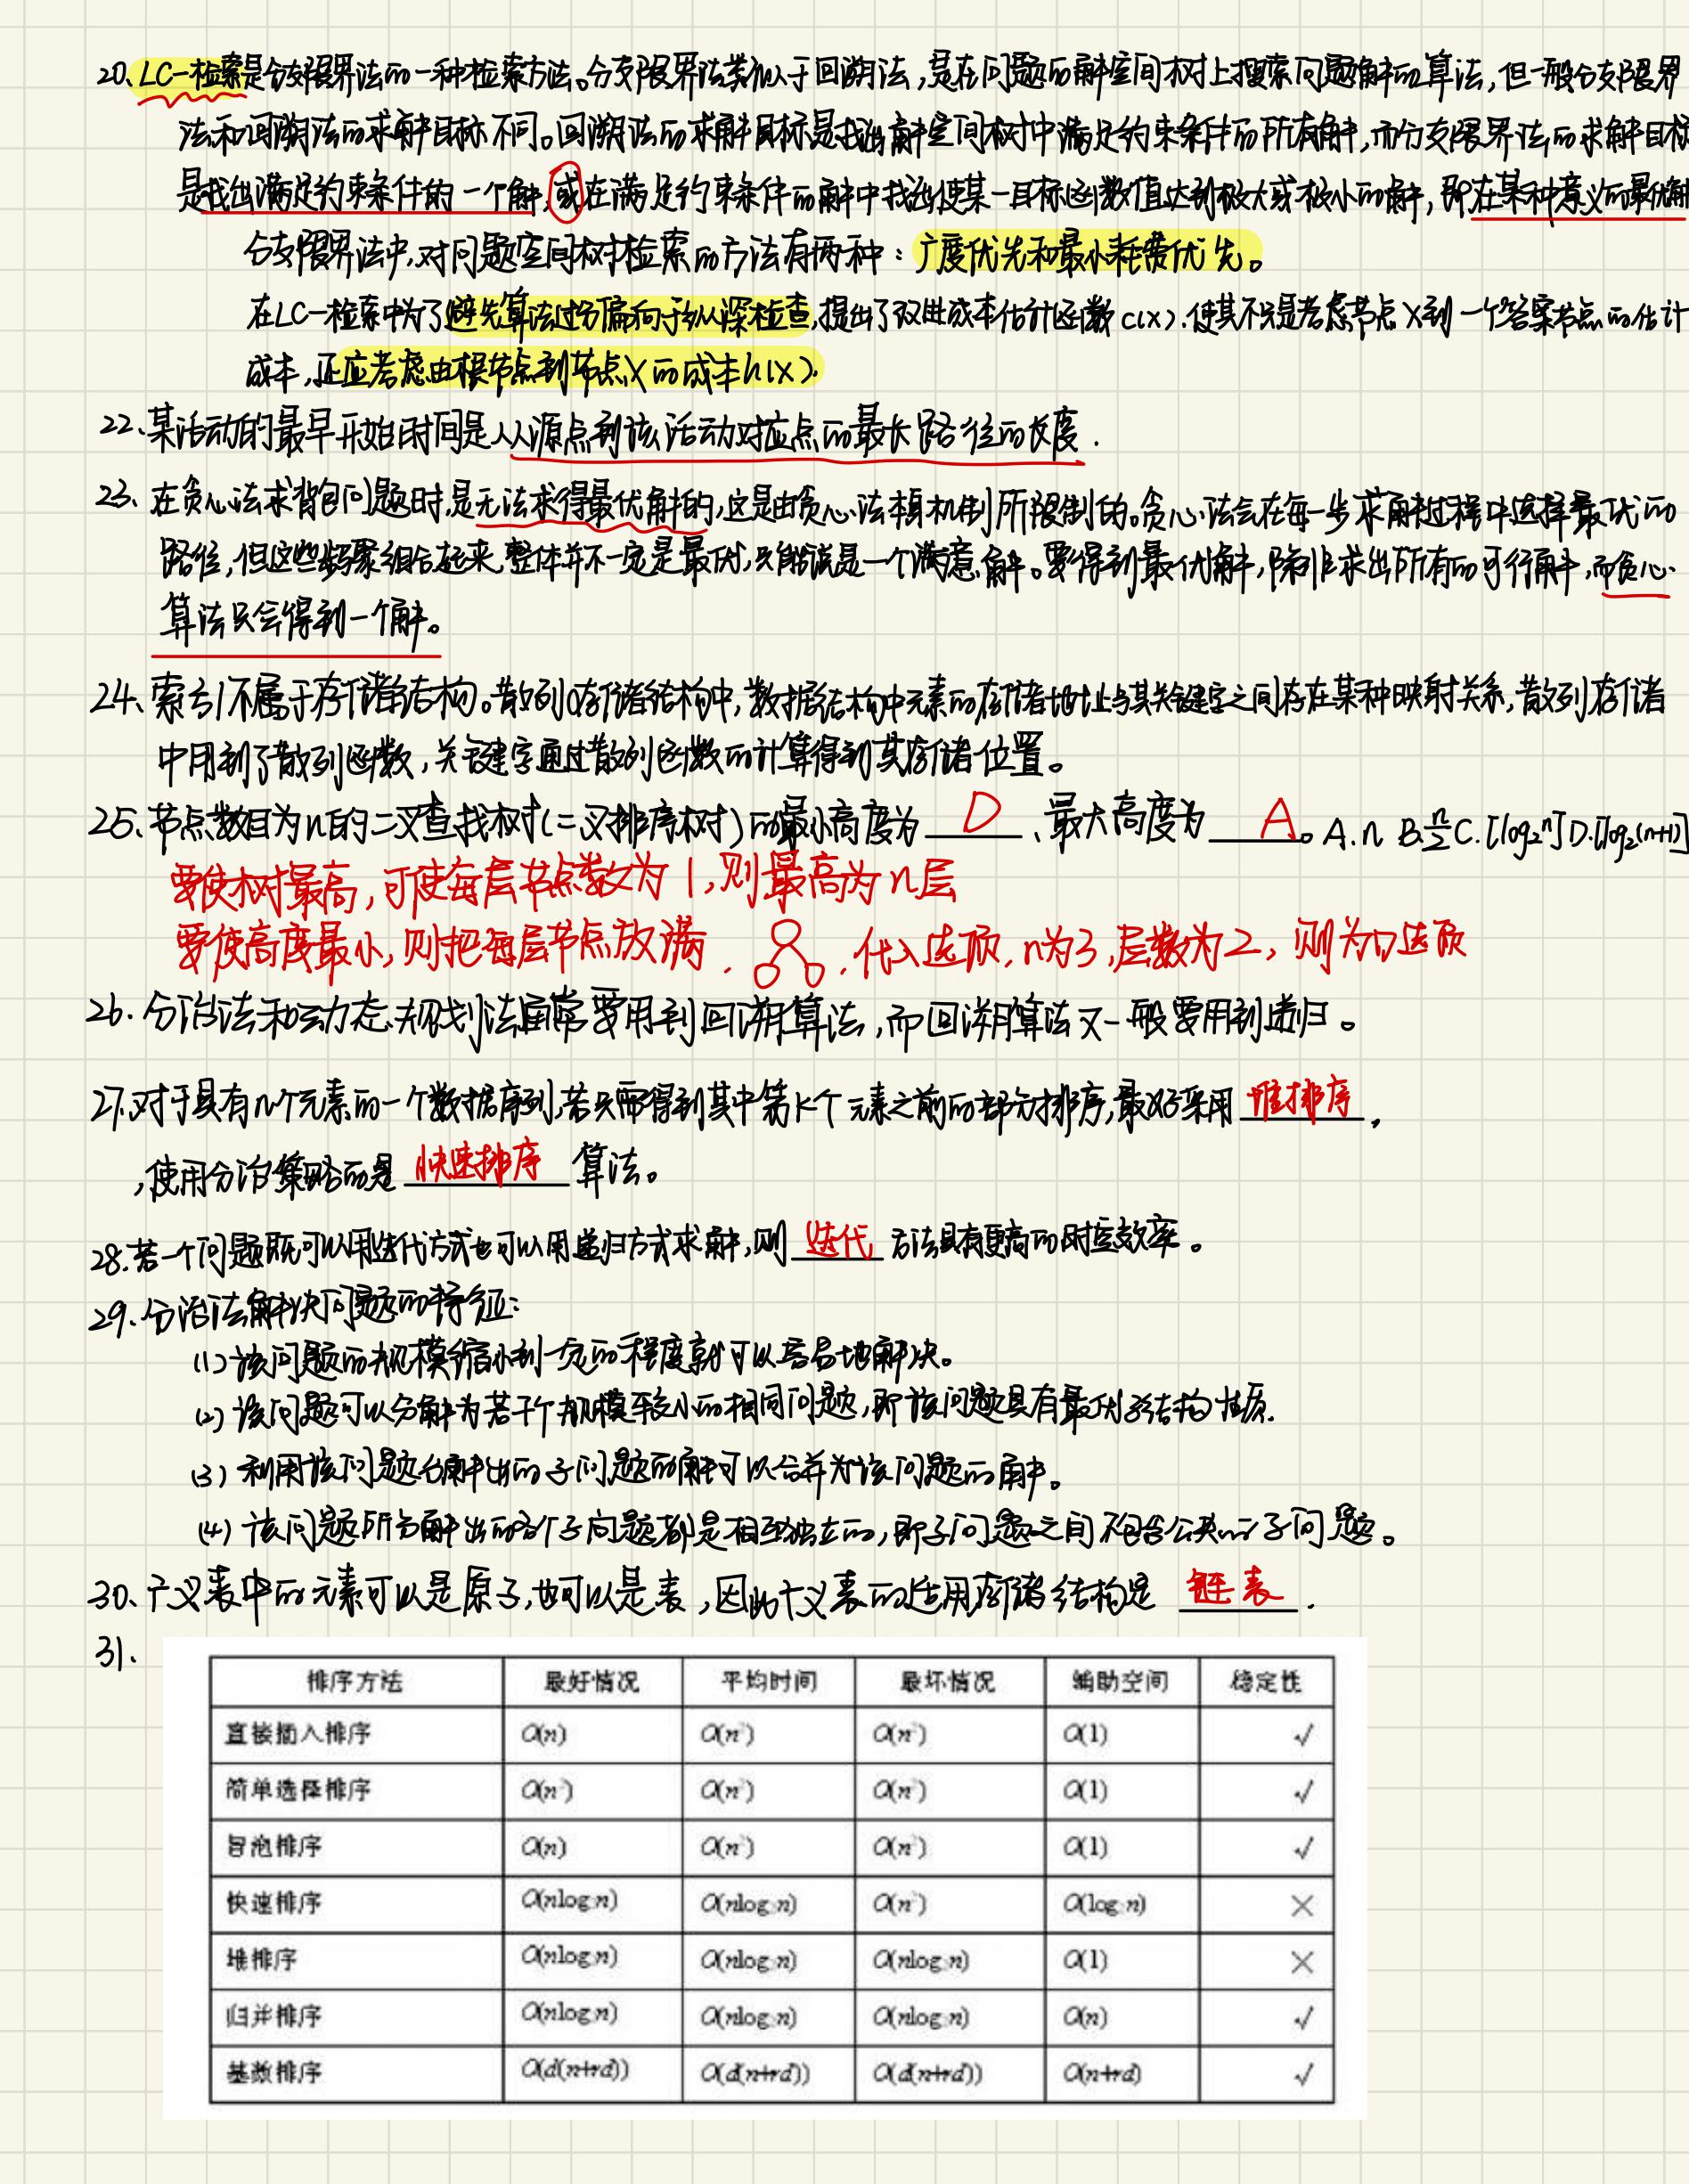 20、LC-检索是分支限界法的一种检索方法。分支限界法类似于回溯法,是在问题的解空间树上搜索问题解的算法,但一般分支限界
法和回溯法的求解目标不同。回溯法的求解目标是找出解空间树中满足约束条件的所有解,而分支限界法的求解目标
是找出满足约束条件的一个解,或在满足约束条件的解中找出使某一目标函数值达到极大或极小的解,即在某种意义的最优解
分支限界法中,对问题空间树检索的方法有两种:广度优先和最小耗费优先。
在LC-检索中为了避免算法过分偏向于纵深检查,提出了改进成本估计函数c(x).使其不只是考虑节点X到一个答案节点的估计
成本,还应考虑由根节点到节点X的成本h(x).
22、某活动的最早开始时间是从源点到该活动对应点的最长路径的长度.
23、在贪心法求背包问题时,是无法求得最优解的,这是由贪心法机制所限制的。贪心法会在每一步求解过程中选择最优的
路径,但这些步骤组合起来,整体并不一定是最优,只能说是一个满意解。要得到最优解,除非求出所有的可行解,而贪心
算法只会得到一个解。
24、索引不属于存储结构。散列存储结构中,数据结构中元素的存储地址与其关键字之间存在某种映射关系,散列存储
中用到了散列函数,关键字通过散列函数的计算得到其存储位置。
25、节点数目为n的二叉查找树(二叉排序树)的最小高度为 D 、最大高度为 A 。A.n B.n/2 C.⌈log₂n⌉ D.⌈log₂(n+1)⌉
要使树最高,可使每层节点数为1,则最高为n层
要使高度最小,则把每层节点放满. .代入选项,n为3,层数为2,则为D选项
26.分治法和动态规划法通常要用到回溯算法,而回溯算法又一般要用到递归。
27、对于具有n个元素的一个数据序列,若只需得到其中第k个元素之前的部分排序,最好采用 堆排序 .
,使用分治策略的是 快速排序 算法。
28.若一个问题既可以用迭代方式也可以用递归方式求解,则 迭代 方法具有更高的时空效率。
29.分治法解决问题的特征:
(1)该问题的规模缩小到一定的程度就可以容易地解决。
(2)该问题可以分解为若干个规模较小的相同问题,即该问题具有最优子结构性质.
(3)利用该问题分解出的子问题的解可以合并为该问题的解。
(4)该问题所分解出的各个子问题都是相互独立的,即子问题之间不包含公共的子问题。
30、广义表中的元素可以是原子,也可以是表,因此广义表的适用存储结构是 链表 .
31.
排序方法 最好情况 平均时间 最坏情况 辅助空间 稳定性
直接插入排序 O(n) O(n²) O(n²) O(1) √
简单选择排序 O(n²) O(n²) O(n²) O(1) √
冒泡排序 O(n) O(n²) O(n²) O(1) √
快速排序 O(nlog₂n) O(nlog₂n) O(n²) O(log₂n) ×
堆排序 O(nlog₂n) O(nlog₂n) O(nlog₂n) O(1) ×
归并排序 O(nlog₂n) O(nlog₂n) O(nlog₂n) O(n) √
基数排序 O(d(n+rd)) O(d(n+rd)) O(d(n+rd)) O(n+rd) √